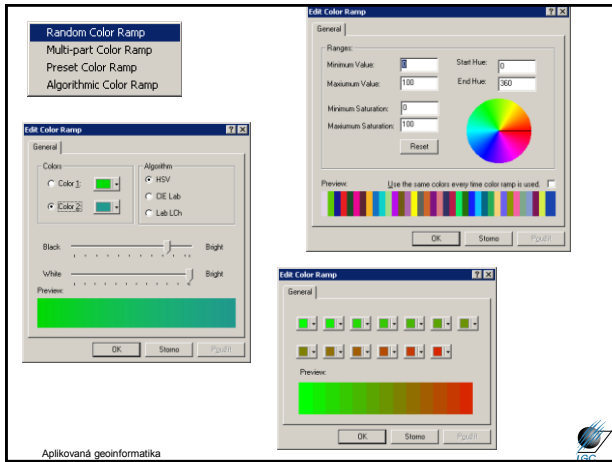 Random Color Ramp
Multi-part Color Ramp
Preset Color Ramp
Algorithmic Color Ramp
Edit Color Ramp
General
Ranges:
Minimum Value: 0
Start Hue: 0
Maxiumum Value: 100
End Hue: 360
Minimum Saturation: 0
Maxiumum Saturation: 100
Reset
Preview: Use the same colors every time color ramp is used.
OK Storno Použít
Edit Color Ramp
General
Colors
Algorithm
Color 1:
HSV
Color 2:
CIE Lab
Lab LCh
Black Bright
White Bright
Preview:
OK Storno Použít
Edit Color Ramp
General
Preview:
OK Storno Použít
Aplikovaná geoinformatika
LGC